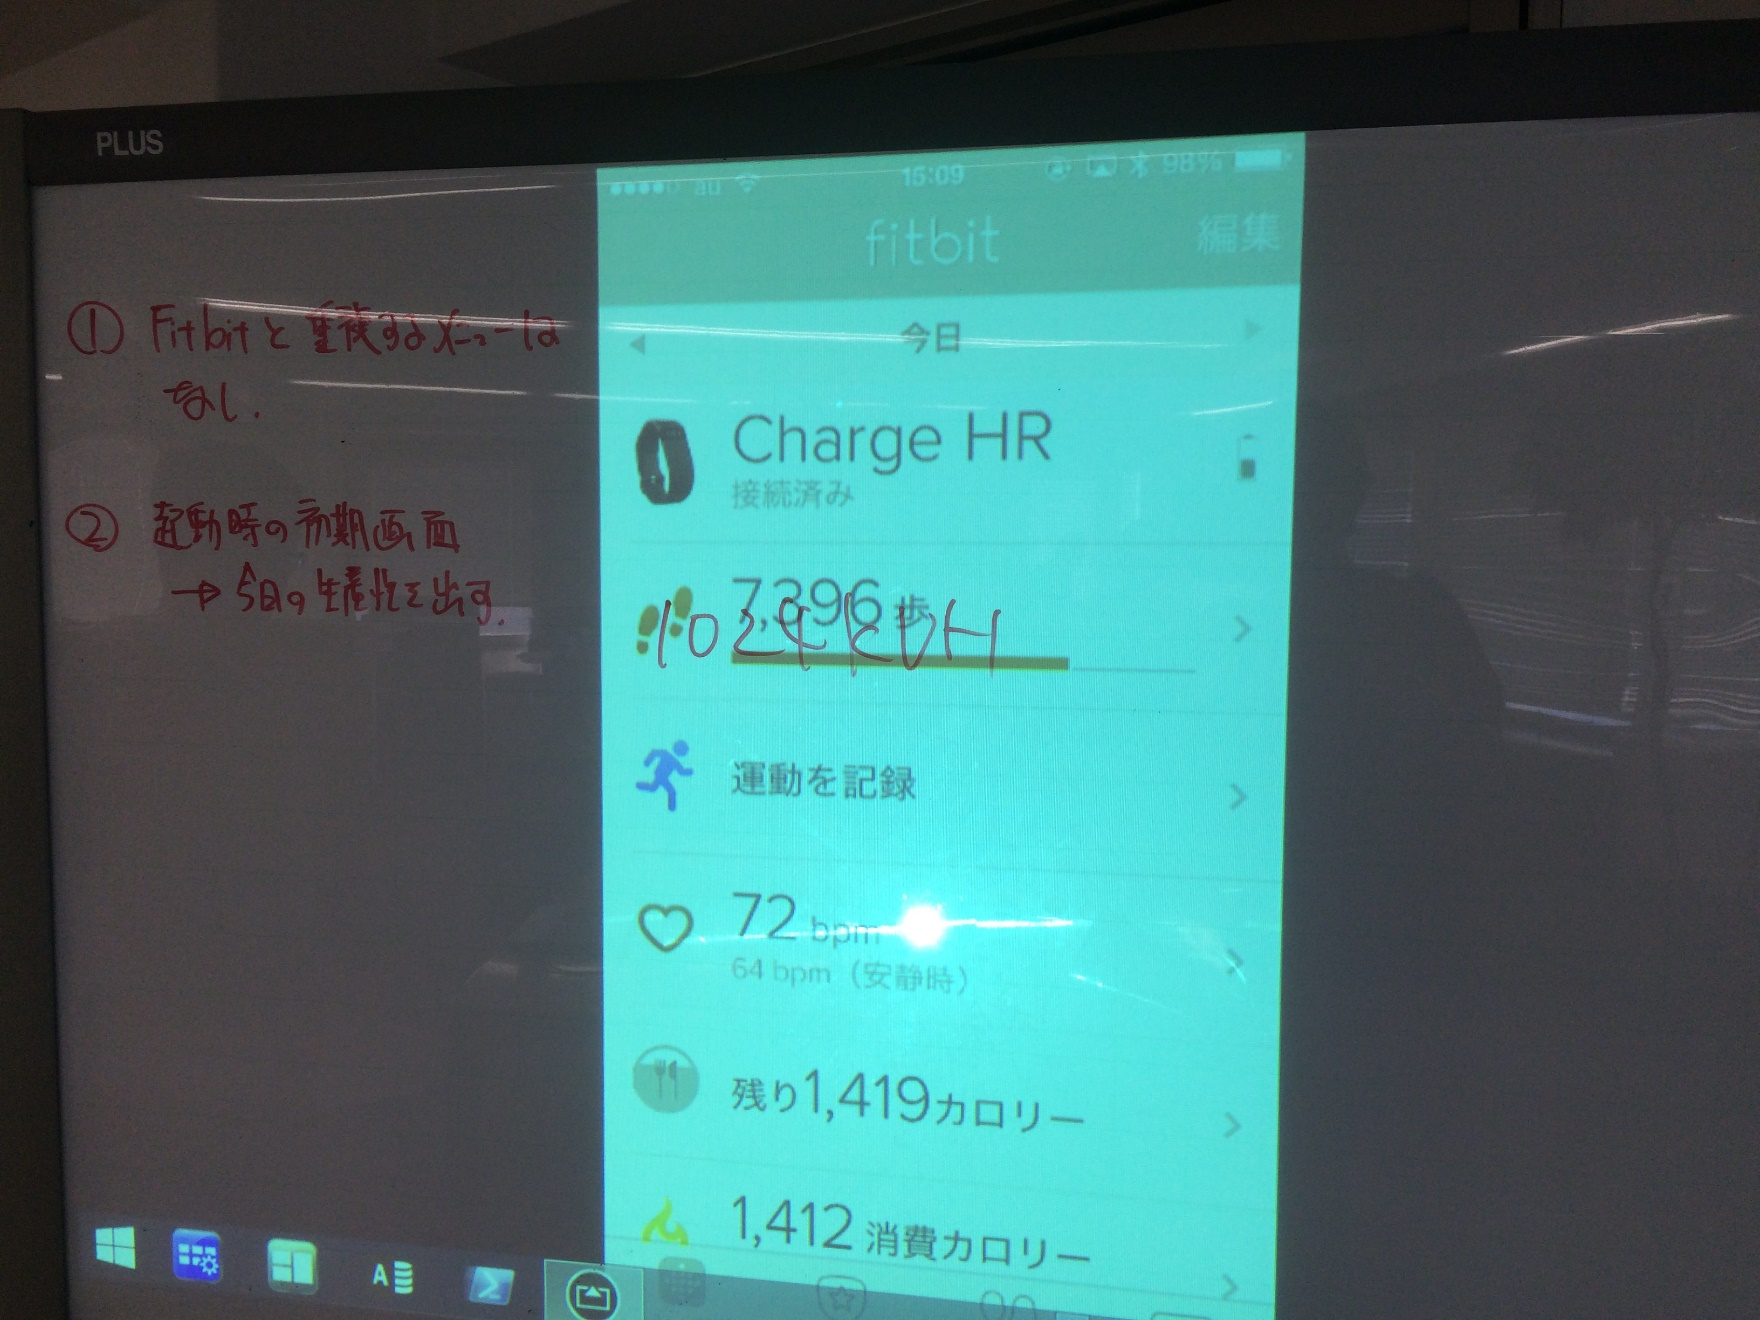 PLUS
au 15:09 98%
fitbit 編集
今日
① Fitbitと重複するメニューは
なし.
Charge HR
接続済み
② 起動時の初期画面
→ 今日の生産性を出す.
7,396 歩
運動を記録
72 bpm
64 bpm（安静時）
残り1,419カロリー
1,412 消費カロリー
A